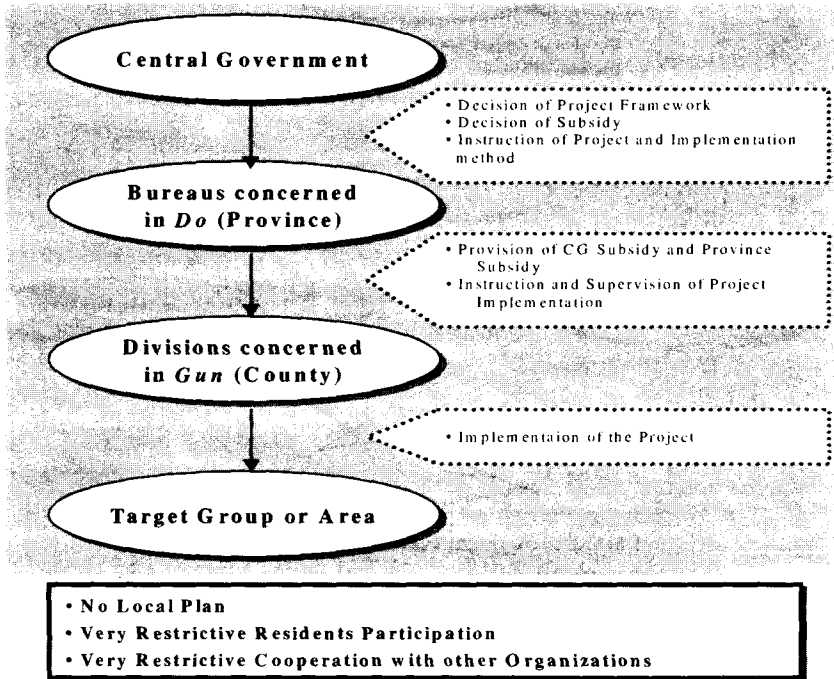 Central Government
• Decision of Project Framework
• Decision of Subsidy
• Instruction of Project and Implementation
method
Bureaus concerned
in Do (Province)
• Provision of CG Subsidy and Province
Subsidy
• Instruction and Supervision of Project
Implementation
Divisions concerned
in Gun (County)
• Implementaion of the Project
Target Group or Area
• No Local Plan
• Very Restrictive Residents Participation
• Very Restrictive Cooperation with other Organizations